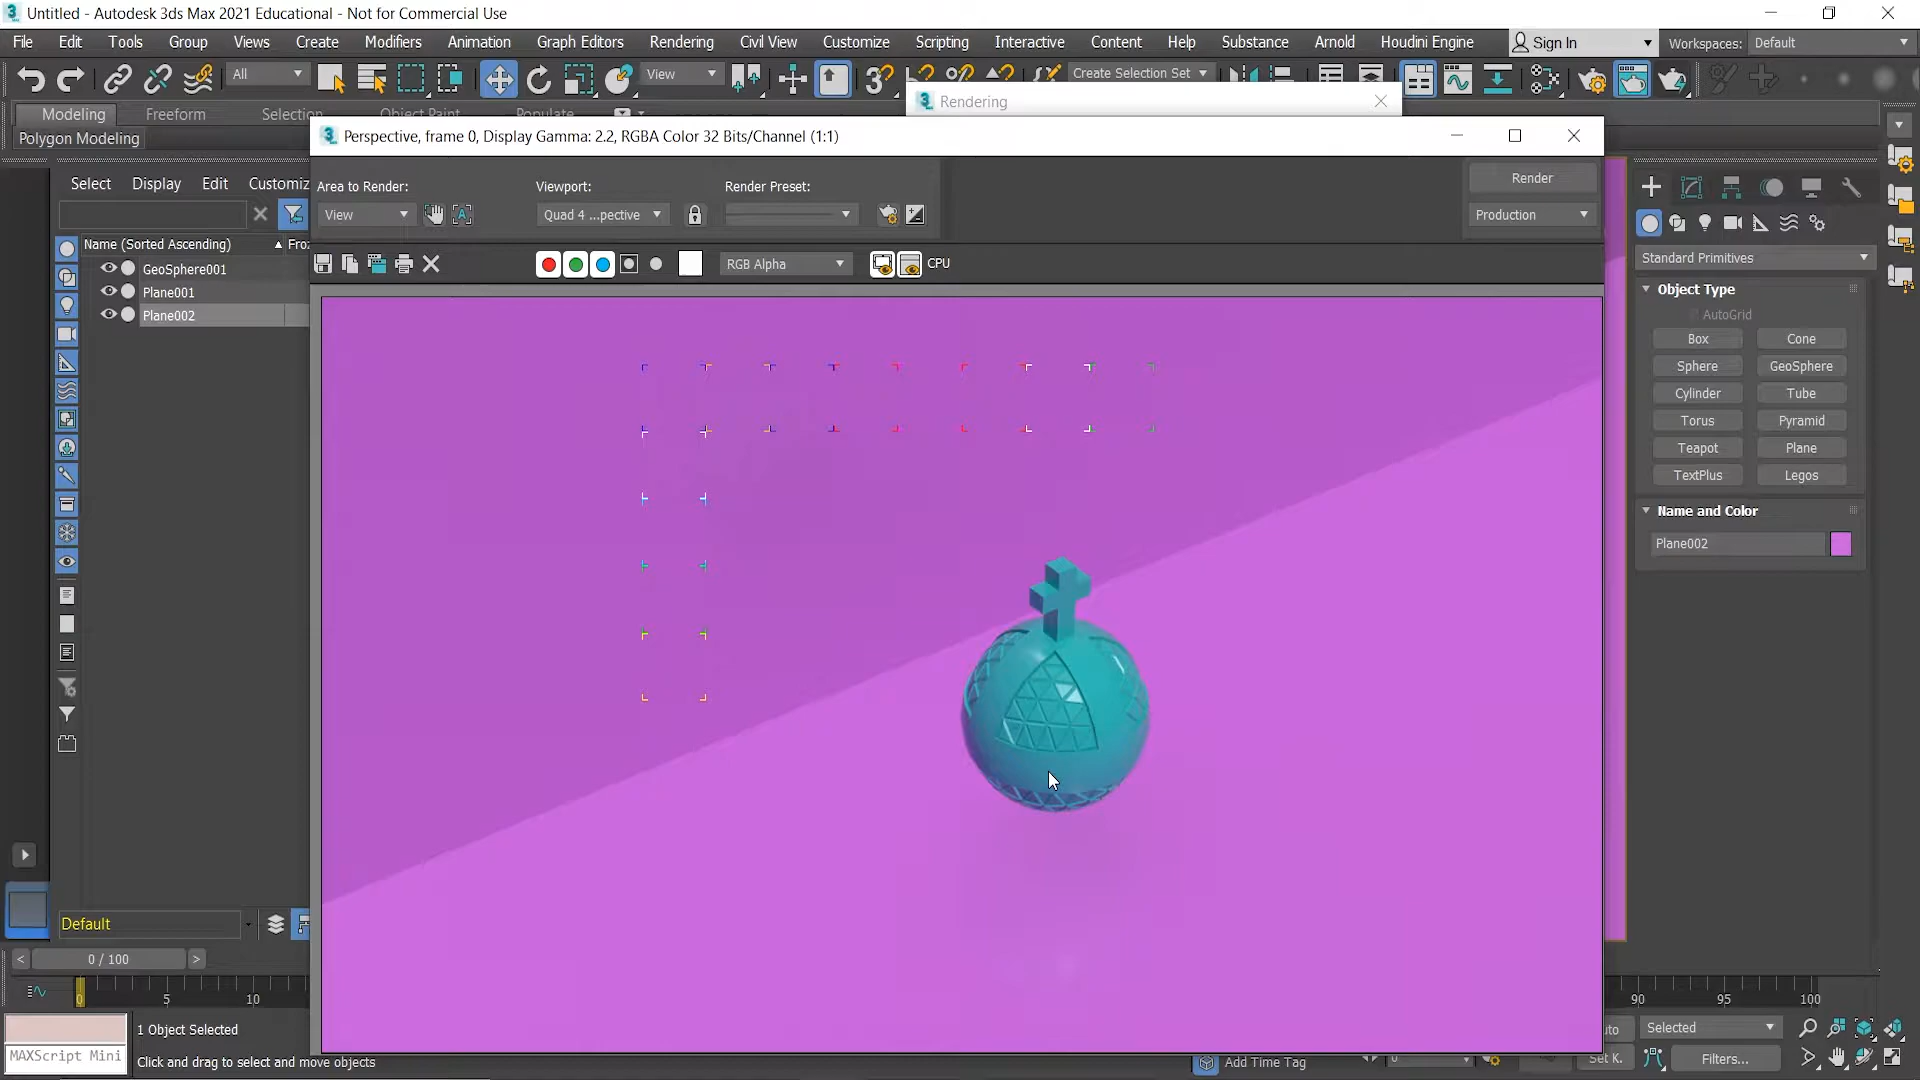 Untitled - Autodesk 3ds Max 2021 Educational - Not for Commercial Use
File Edit Tools Group Views Create Modifiers Animation Graph Editors Rendering Civil View Customize Scripting Interactive Content Help Substance Arnold Houdini Engine Sign In Workspaces: Default
All View Create Selection Set
Modeling Freeform Selection Object Paint Populate
Rendering
Polygon Modeling
Perspective, frame 0, Display Gamma: 2.2, RGBA Color 32 Bits/Channel (1:1)
Select Display Edit Customiz
Area to Render: Viewport: Render Preset: Render
View Quad 4 ...pective Production
Name (Sorted Ascending) Fro
RGB Alpha CPU
GeoSphere001
Plane001
Plane002
Standard Primitives
Object Type
AutoGrid
Box Cone
Sphere GeoSphere
Cylinder Tube
Torus Pyramid
Teapot Plane
TextPlus Legos
Name and Color
Plane002
Default
< 0 / 100 >
0 5 10 90 95 100
1 Object Selected
MAXScript Mini
Click and drag to select and move objects
Add Time Tag
0
uto Selected
Set K. Filters...